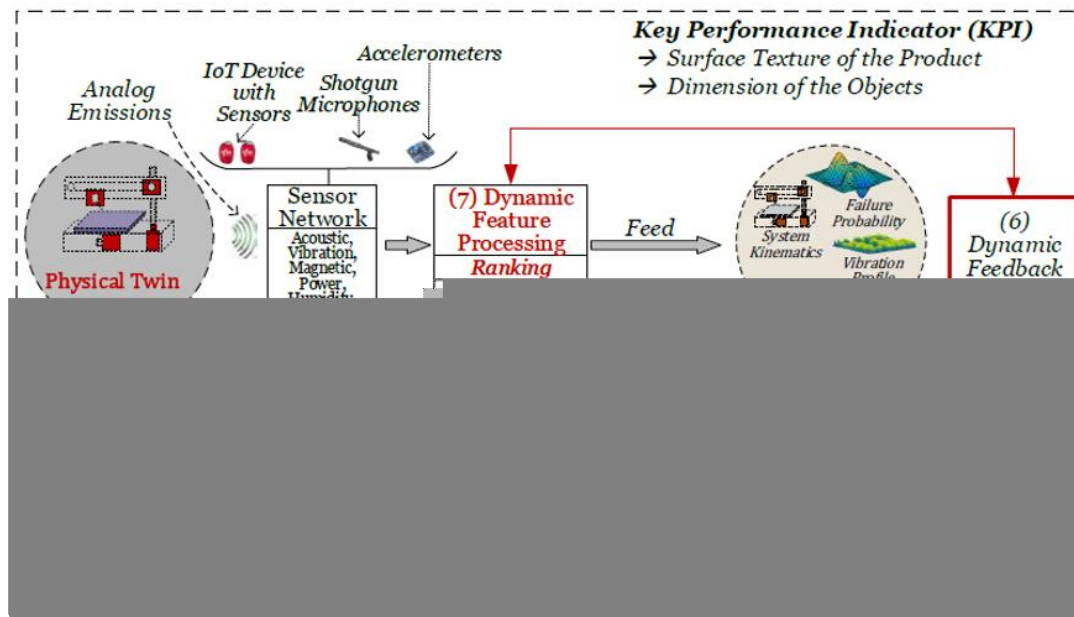 Key Performance Indicator (KPI)
→ Surface Texture of the Product
→ Dimension of the Objects
Accelerometers
IoT Device
with
Sensors
Shotgun
Microphones
Analog
Emissions
Physical Twin
Sensor
Network
Acoustic,
Vibration,
Magnetic,
Power,
(7) Dynamic
Feature
Processing
Ranking
Feed
System
Kinematics
Failure
Probability
Vibration
(6)
Dynamic
Feedback